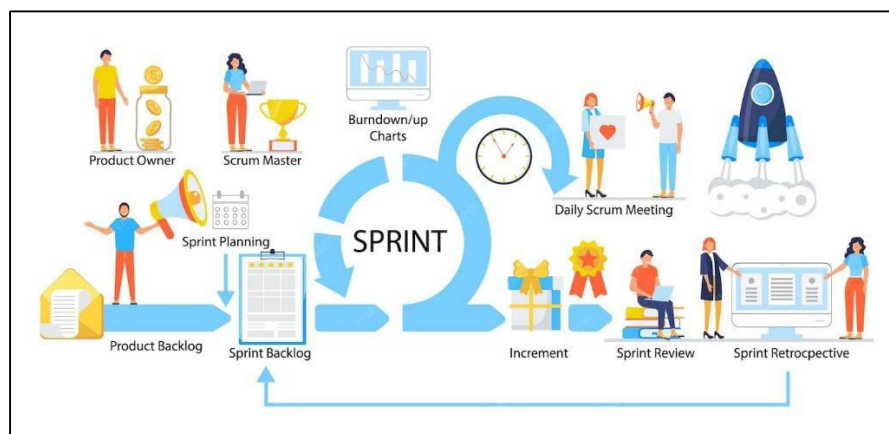 Burndown/up
Charts
Product Owner
Scrum Master
Daily Scrum Meeting
Sprint Planning
SPRINT
Product Backlog
Sprint Backlog
Increment
Sprint Review
Sprint Retrocpective